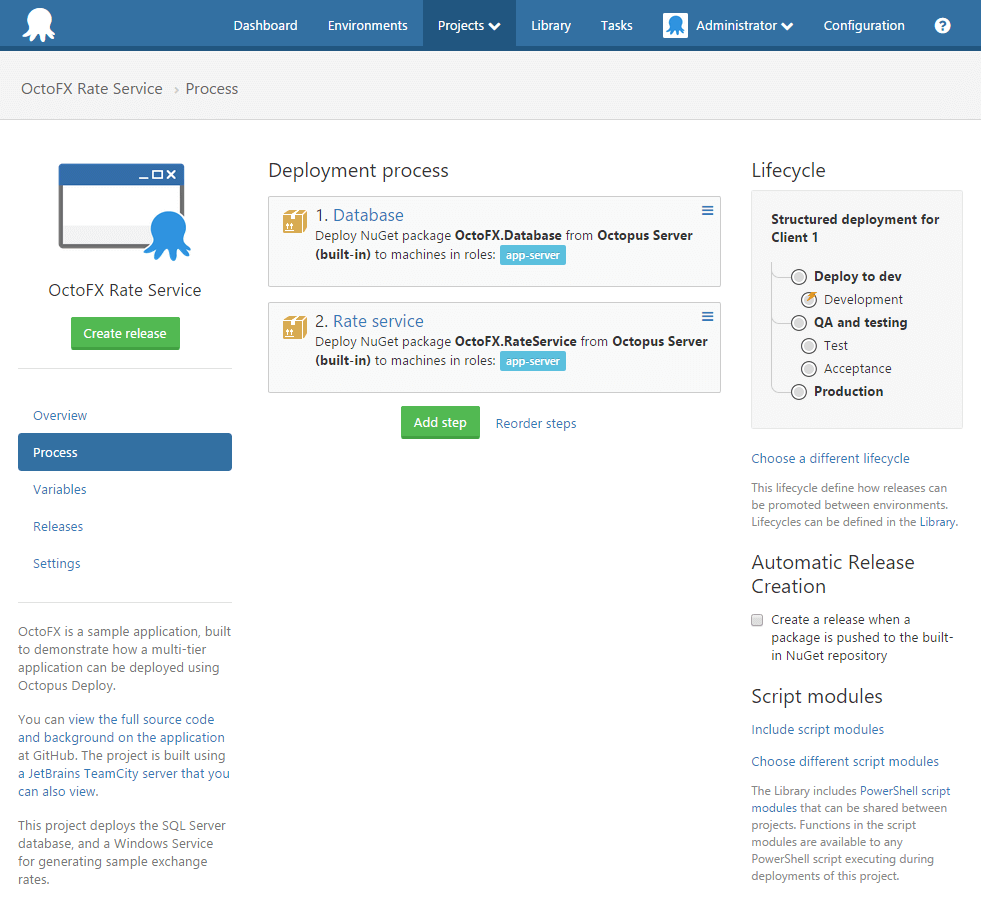 Dashboard Environments Projects Library Tasks Administrator Configuration ?
OctoFX Rate Service › Process
OctoFX Rate Service
Create release
Overview
Process
Variables
Releases
Settings
OctoFX is a sample application, built
to demonstrate how a multi-tier
application can be deployed using
Octopus Deploy.
You can view the full source code
and background on the application
at GitHub. The project is built using
a JetBrains TeamCity server that you
can also view.
This project deploys the SQL Server
database, and a Windows Service
for generating sample exchange
rates.
Deployment process
1. Database
Deploy NuGet package OctoFX.Database from Octopus Server
(built-in) to machines in roles: app-server
2. Rate service
Deploy NuGet package OctoFX.RateService from Octopus Server
(built-in) to machines in roles: app-server
Add step Reorder steps
Lifecycle
Structured deployment for
Client 1
Deploy to dev
Development
QA and testing
Test
Acceptance
Production
Choose a different lifecycle
This lifecycle define how releases can
be promoted between environments.
Lifecycles can be defined in the Library.
Automatic Release
Creation
Create a release when a
package is pushed to the built-
in NuGet repository
Script modules
Include script modules
Choose different script modules
The Library includes PowerShell script
modules that can be shared between
projects. Functions in the script
modules are available to any
PowerShell script executing during
deployments of this project.